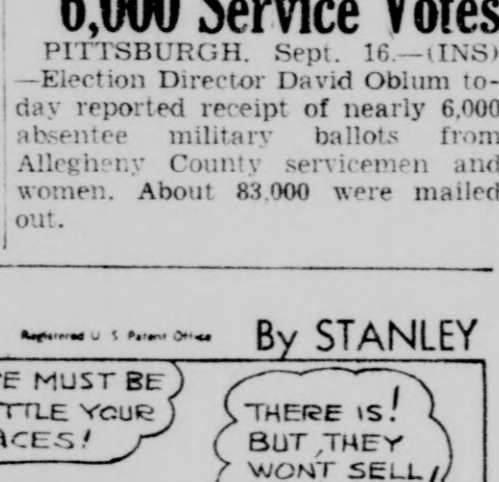 6,000 Service Votes
PITTSBURGH, Sept. 16.—(INS)
—Election Director David Oblum to-
day reported receipt of nearly 6,000
absentee military ballots from
Allegheny County servicemen and
women. About 83,000 were mailed
out.
Registered U S Patent Office
By STANLEY
E MUST BE
TTLE YOUR
ACES!
THERE IS!
BUT, THEY
WONT SELL